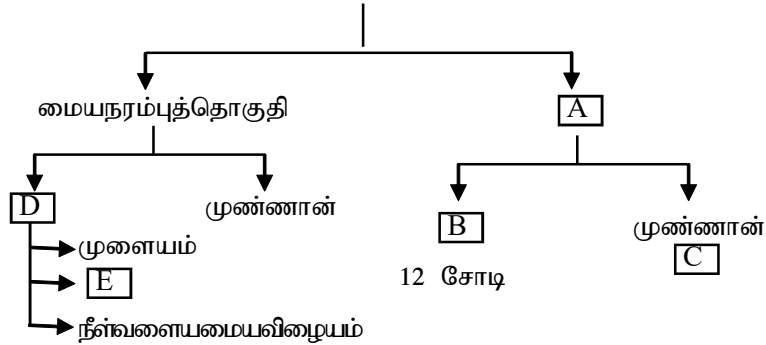 மையநரம்புத்தொகுதி
A
D
முண்ணான்
B
முண்ணான்
முளையம்
C
E
12 சோடி
நீள்வளையமையவிழையம்